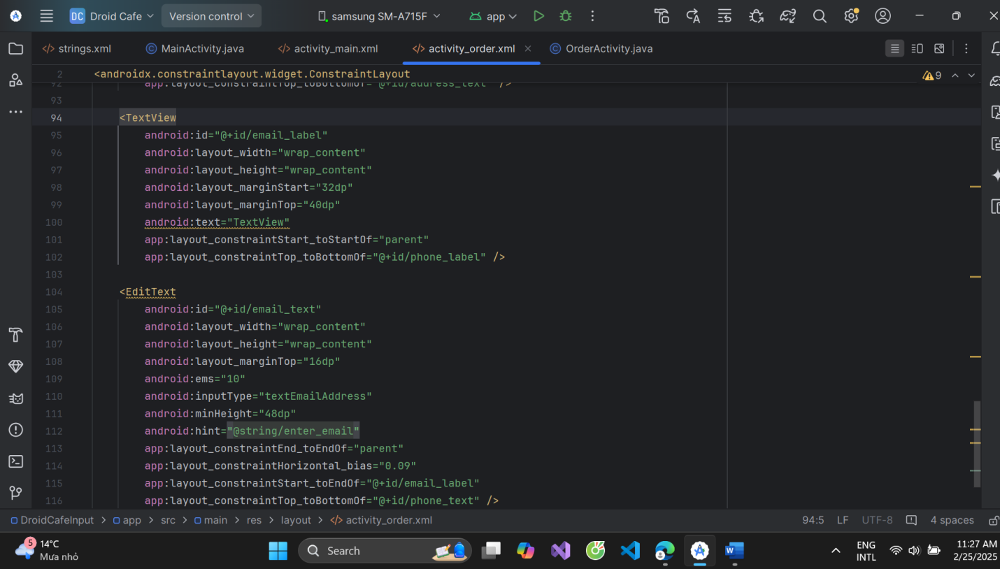 DC Droid Cafe Version control samsung SM-A715F app
strings.xml MainActivity.java activity_main.xml activity_order.xml OrderActivity.java
2 <androidx.constraintlayout.widget.ConstraintLayout 9
92 app:layout_constraintTop_toBottomOf="@+id/address_text" />
93
94 <TextView
95 android:id="@+id/email_label"
96 android:layout_width="wrap_content"
97 android:layout_height="wrap_content"
98 android:layout_marginStart="32dp"
99 android:layout_marginTop="40dp"
100 android:text="TextView"
101 app:layout_constraintStart_toStartOf="parent"
102 app:layout_constraintTop_toBottomOf="@+id/phone_label" />
103
104 <EditText
105 android:id="@+id/email_text"
106 android:layout_width="wrap_content"
107 android:layout_height="wrap_content"
108 android:layout_marginTop="16dp"
109 android:ems="10"
110 android:inputType="textEmailAddress"
111 android:minHeight="48dp"
112 android:hint="@string/enter_email"
113 app:layout_constraintEnd_toEndOf="parent"
114 app:layout_constraintHorizontal_bias="0.09"
115 app:layout_constraintStart_toEndOf="@+id/email_label"
116 app:layout_constraintTop_toBottomOf="@+id/phone_text" />
DroidCafeInput > app > src > main > res > layout > activity_order.xml 94:5 LF UTF-8 4 spaces
5 14°C
Mưa nhỏ
Search
ENG
INTL
11:27 AM
2/25/2025